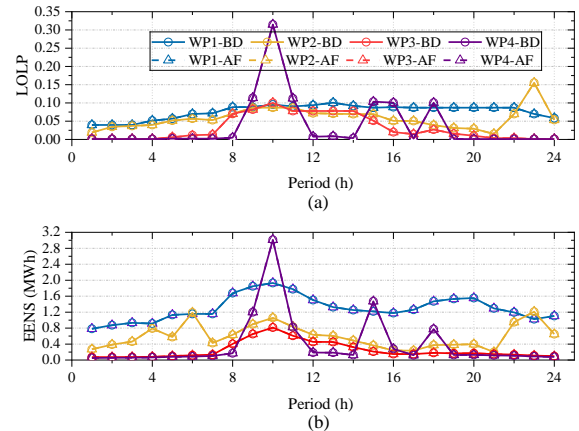 0.35
0.30
0.25
0.20
0.15
0.10
0.05
0.00
LOLP
WP1-BD WP2-BD WP3-BD WP4-BD
WP1-AF WP2-AF WP3-AF WP4-AF
0 4 8 12 16 20 24
Period (h)
(a)
3.2
2.8
2.4
2.0
1.6
1.2
0.8
0.4
0.0
EENS (MWh)
0 4 8 12 16 20 24
Period (h)
(b)